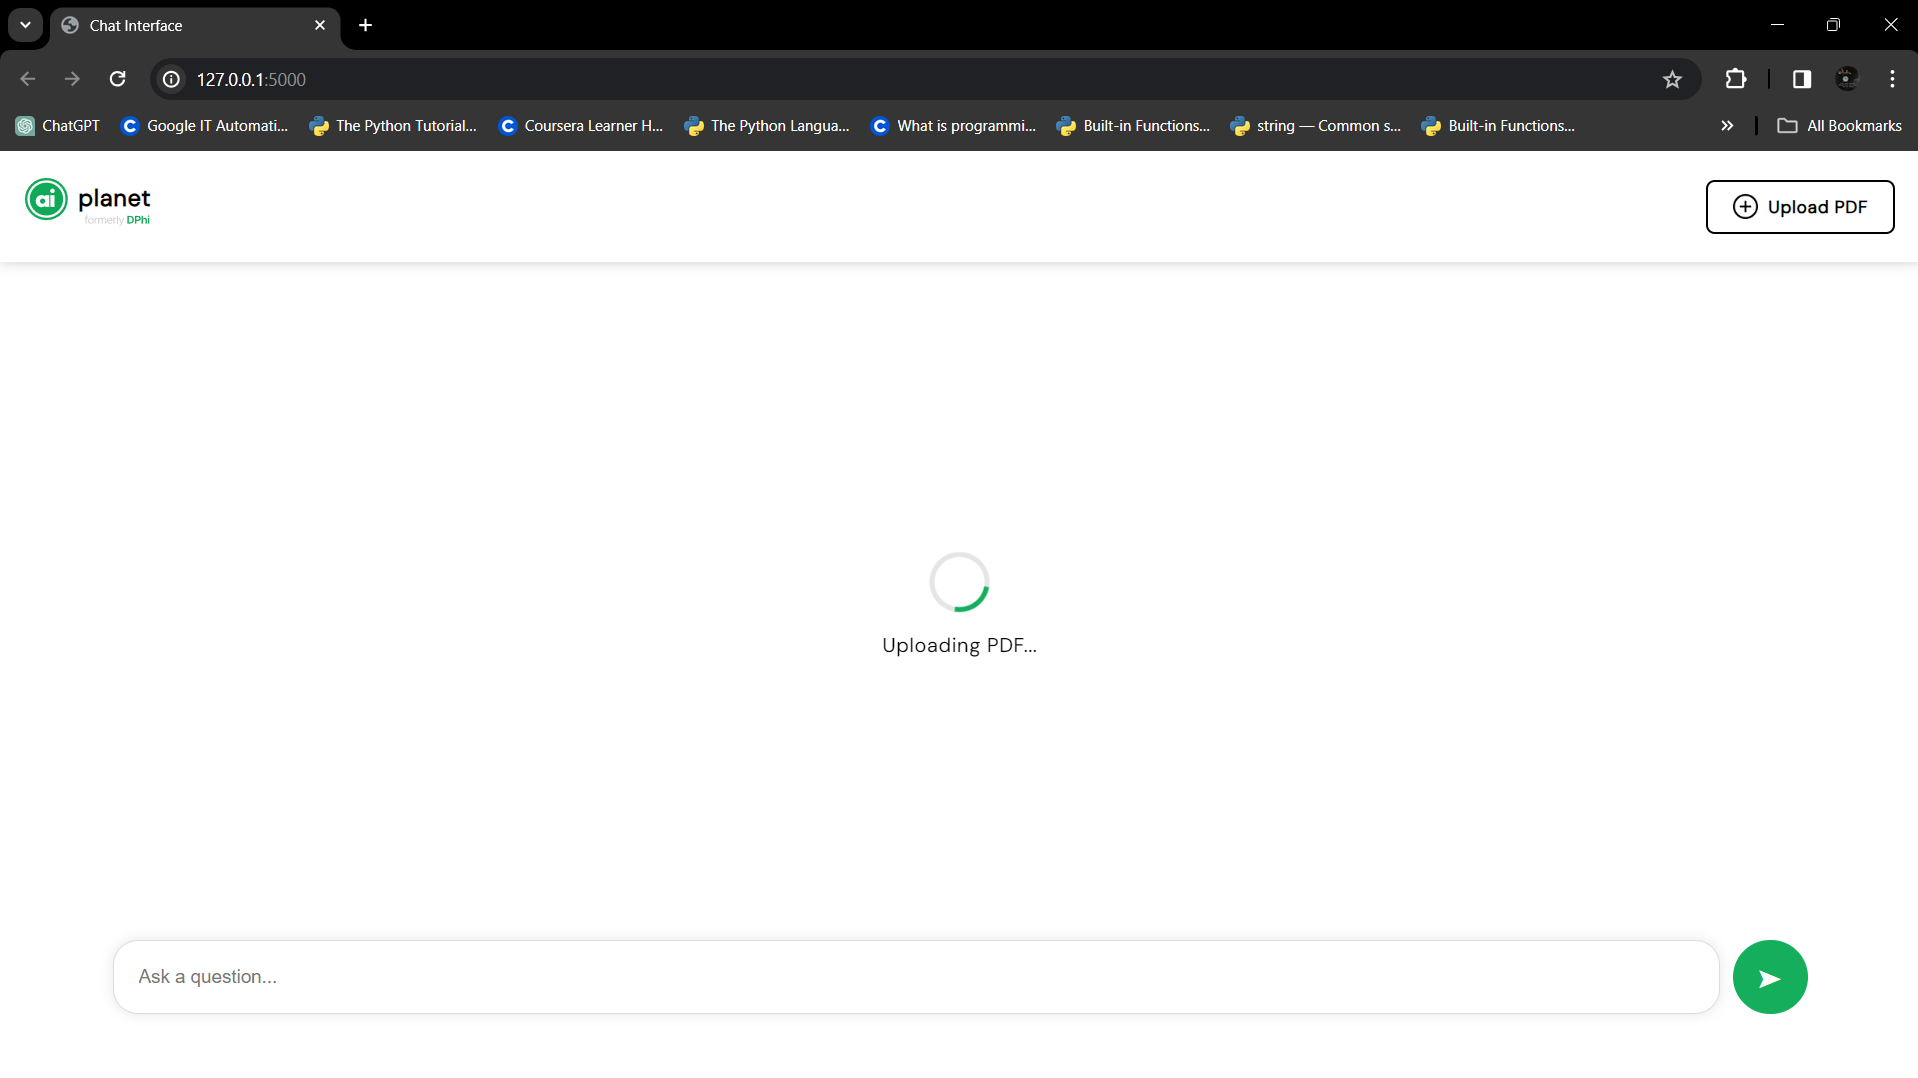 Chat Interface
127.0.0.1:5000
ChatGPT
Google IT Automati...
The Python Tutorial...
Coursera Learner H...
The Python Langua...
What is programmi...
Built-in Functions...
string — Common s...
Built-in Functions...
All Bookmarks
ai planet
formerly DPhi
Upload PDF
Uploading PDF...
Ask a question...